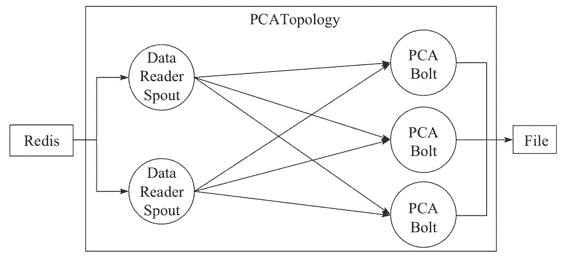 PCATopology
Data
Reader
Spout
PCA
Bolt
Redis
PCA
Bolt
File
Data
Reader
Spout
PCA
Bolt